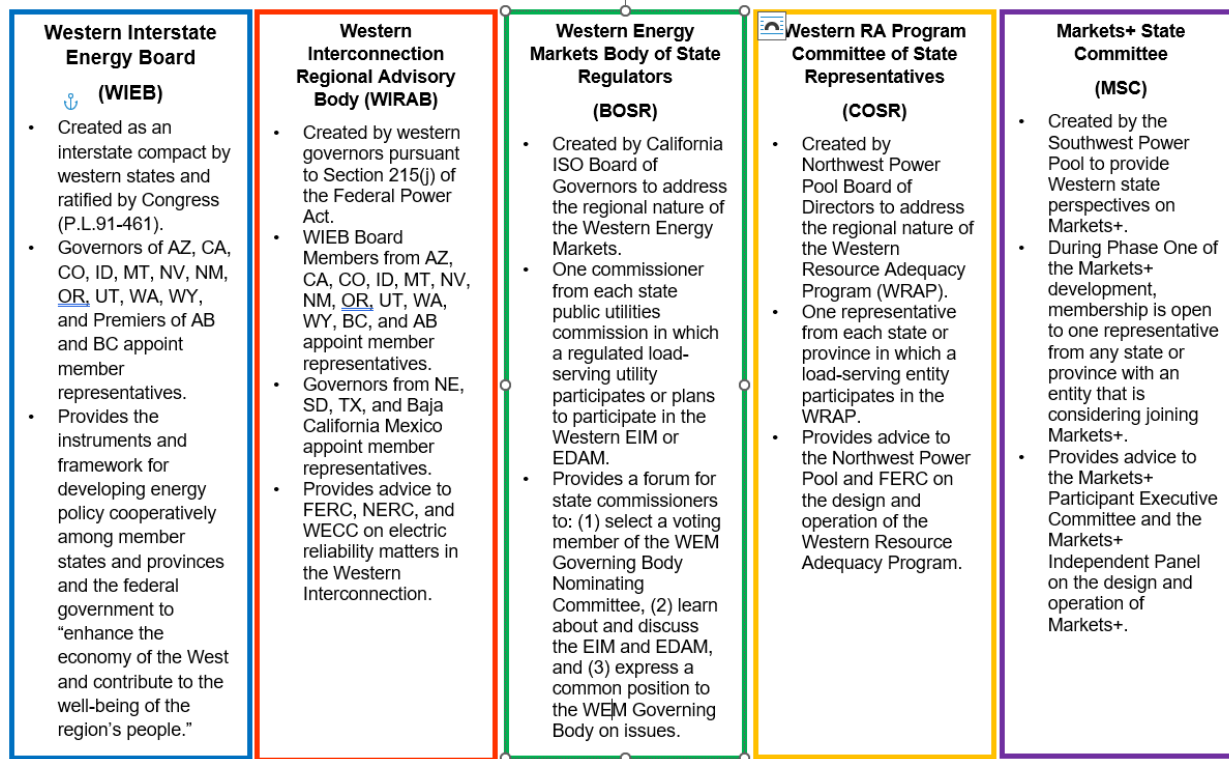 Western Interstate
Energy Board
(WIEB)
• Created as an
interstate compact by
western states and
ratified by Congress
(P.L.91-461).
• Governors of AZ, CA,
CO, ID, MT, NV, NM,
OR, UT, WA, WY,
and Premiers of AB
and BC appoint
member
representatives.
• Provides the
instruments and
framework for
developing energy
policy cooperatively
among member
states and provinces
and the federal
government to
“enhance the
economy of the West
and contribute to the
well-being of the
region’s people.”
Western
Interconnection
Regional Advisory
Body (WIRAB)
• Created by western
governors pursuant
to Section 215(j) of
the Federal Power
Act.
• WIEB Board
Members from AZ,
CA, CO, ID, MT, NV,
NM, OR, UT, WA,
WY, BC, and AB
appoint member
representatives.
• Governors from NE,
SD, TX, and Baja
California Mexico
appoint member
representatives.
• Provides advice to
FERC, NERC, and
WECC on electric
reliability matters in
the Western
Interconnection.
Western Energy
Markets Body of State
Regulators
(BOSR)
• Created by California
ISO Board of
Governors to address
the regional nature of
the Western Energy
Markets.
• One commissioner
from each state
public utilities
commission in which
a regulated load-
serving utility
participates or plans
to participate in the
Western EIM or
EDAM.
• Provides a forum for
state commissioners
to: (1) select a voting
member of the WEM
Governing Body
Nominating
Committee, (2) learn
about and discuss
the EIM and EDAM,
and (3) express a
common position to
the WEM Governing
Body on issues.
Western RA Program
Committee of State
Representatives
(COSR)
• Created by
Northwest Power
Pool Board of
Directors to address
the regional nature of
the Western
Resource Adequacy
Program (WRAP).
• One representative
from each state or
province in which a
load-serving entity
participates in the
WRAP.
• Provides advice to
the Northwest Power
Pool and FERC on
the design and
operation of the
Western Resource
Adequacy Program.
Markets+ State
Committee
(MSC)
• Created by the
Southwest Power
Pool to provide
Western state
perspectives on
Markets+.
• During Phase One of
the Markets+
development,
membership is open
to one representative
from any state or
province with an
entity that is
considering joining
Markets+.
• Provides advice to
the Markets+
Participant Executive
Committee and the
Markets+
Independent Panel
on the design and
operation of
Markets+.